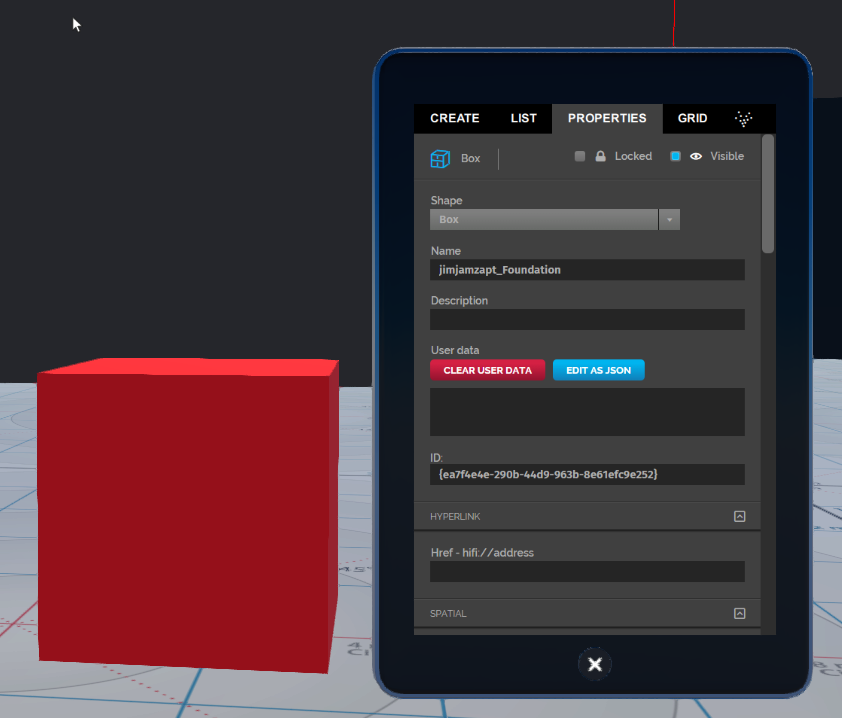 CREATE LIST PROPERTIES GRID
Box Locked Visible
Shape
Box
Name
jimjamzapt_Foundation
Description
User data
CLEAR USER DATA EDIT AS JSON
ID:
{ea7f4e4e-290b-44d9-963b-8e61efc9e252}
HYPERLINK
Href - hifi://address
SPATIAL